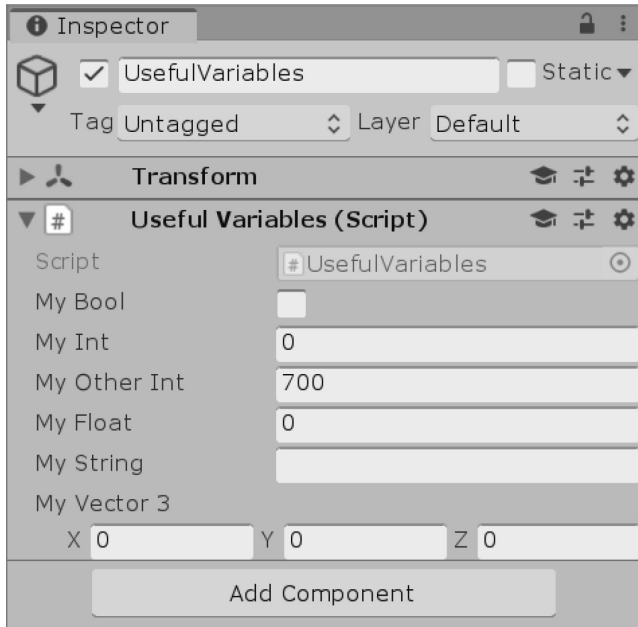 Inspector
UsefulVariables Static
Tag Untagged Layer Default
Transform
# Useful Variables (Script)
Script # UsefulVariables
My Bool
My Int 0
My Other Int 700
My Float 0
My String
My Vector 3
X 0 Y 0 Z 0
Add Component